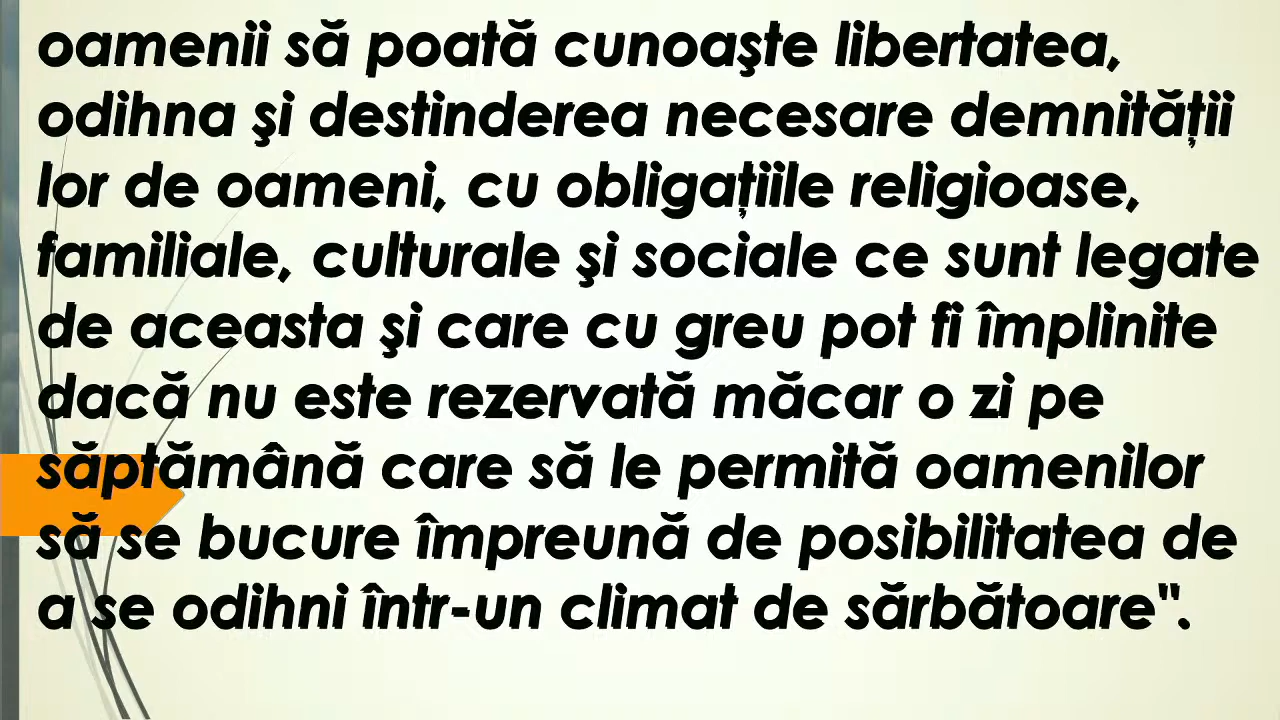 oamenii să poată cunoaşte libertatea,
odihna şi destinderea necesare demnităţii
lor de oameni, cu obligaţiile religioase,
familiale, culturale şi sociale ce sunt legate
de aceasta şi care cu greu pot fi împlinite
dacă nu este rezervată măcar o zi pe
săptămână care să le permită oamenilor
să se bucure împreună de posibilitatea de
a se odihni într-un climat de sărbătoare".